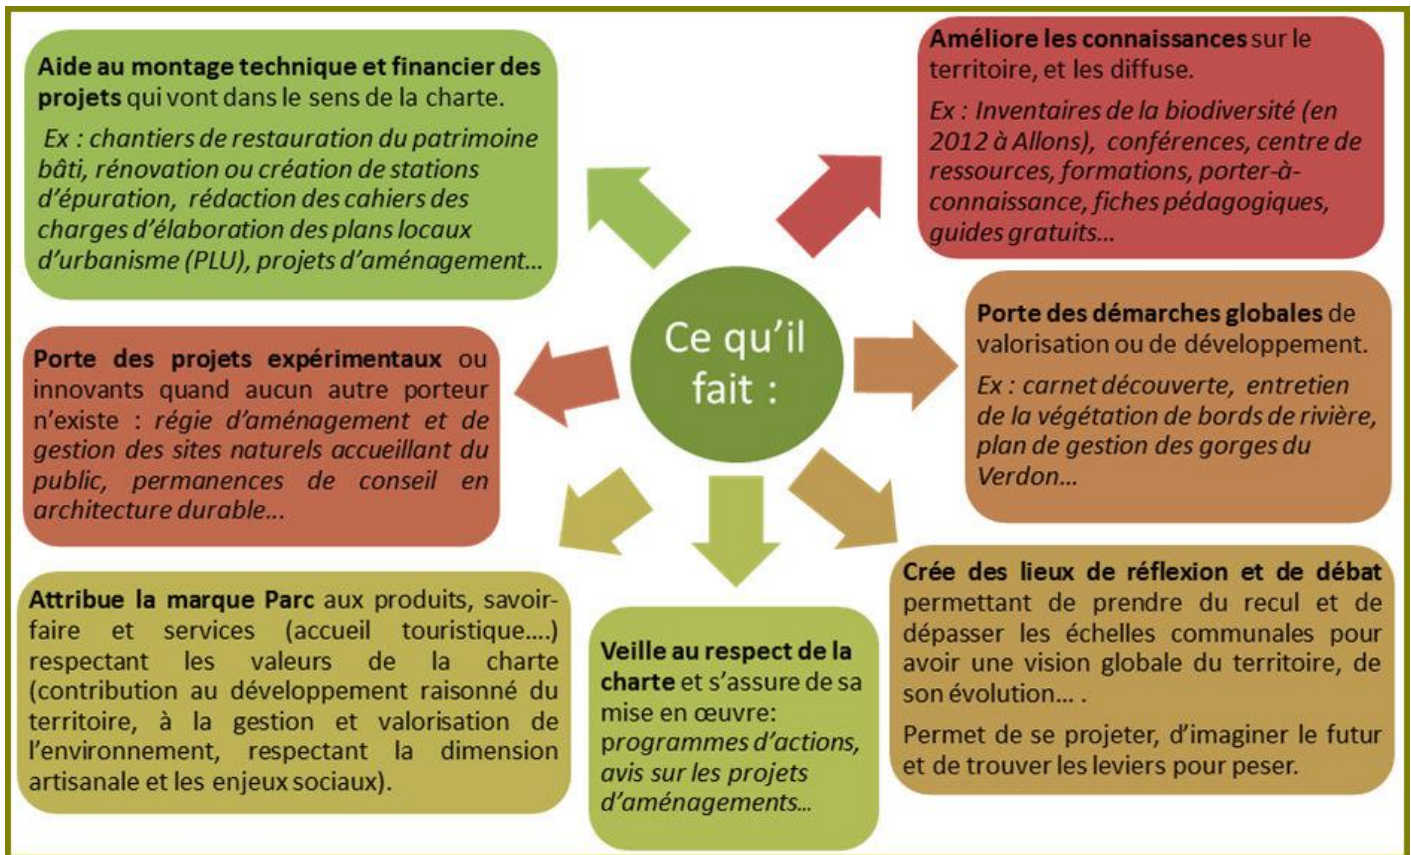 Aide au montage technique et financier des
projets qui vont dans le sens de la charte.
Ex : chantiers de restauration du patrimoine
bâti, rénovation ou création de stations
d'épuration, rédaction des cahiers des
charges d'élaboration des plans locaux
d'urbanisme (PLU), projets d'aménagement...
Améliore les connaissances sur le
territoire, et les diffuse.
Ex : Inventaires de la biodiversité (en
2012 à Allons), conférences, centre de
ressources, formations, porter-à-
connaissance, fiches pédagogiques,
guides gratuits...
Ce qu'il
fait :
Porte des projets expérimentaux ou
innovants quand aucun autre porteur
n'existe : régie d'aménagement et de
gestion des sites naturels accueillant du
public, permanences de conseil en
architecture durable...
Porte des démarches globales de
valorisation ou de développement.
Ex : carnet découverte, entretien
de la végétation de bords de rivière,
plan de gestion des gorges du
Verdon...
Attribue la marque Parc aux produits, savoir-
faire et services (accueil touristique....)
respectant les valeurs de la charte
(contribution au développement raisonné du
territoire, à la gestion et valorisation de
l'environnement, respectant la dimension
artisanale et les enjeux sociaux).
Veille au respect de la
charte et s'assure de sa
mise en œuvre:
programmes d'actions,
avis sur les projets
d'aménagements...
Crée des lieux de réflexion et de débat
permettant de prendre du recul et de
dépasser les échelles communales pour
avoir une vision globale du territoire, de
son évolution... .
Permet de se projeter, d'imaginer le futur
et de trouver les leviers pour peser.